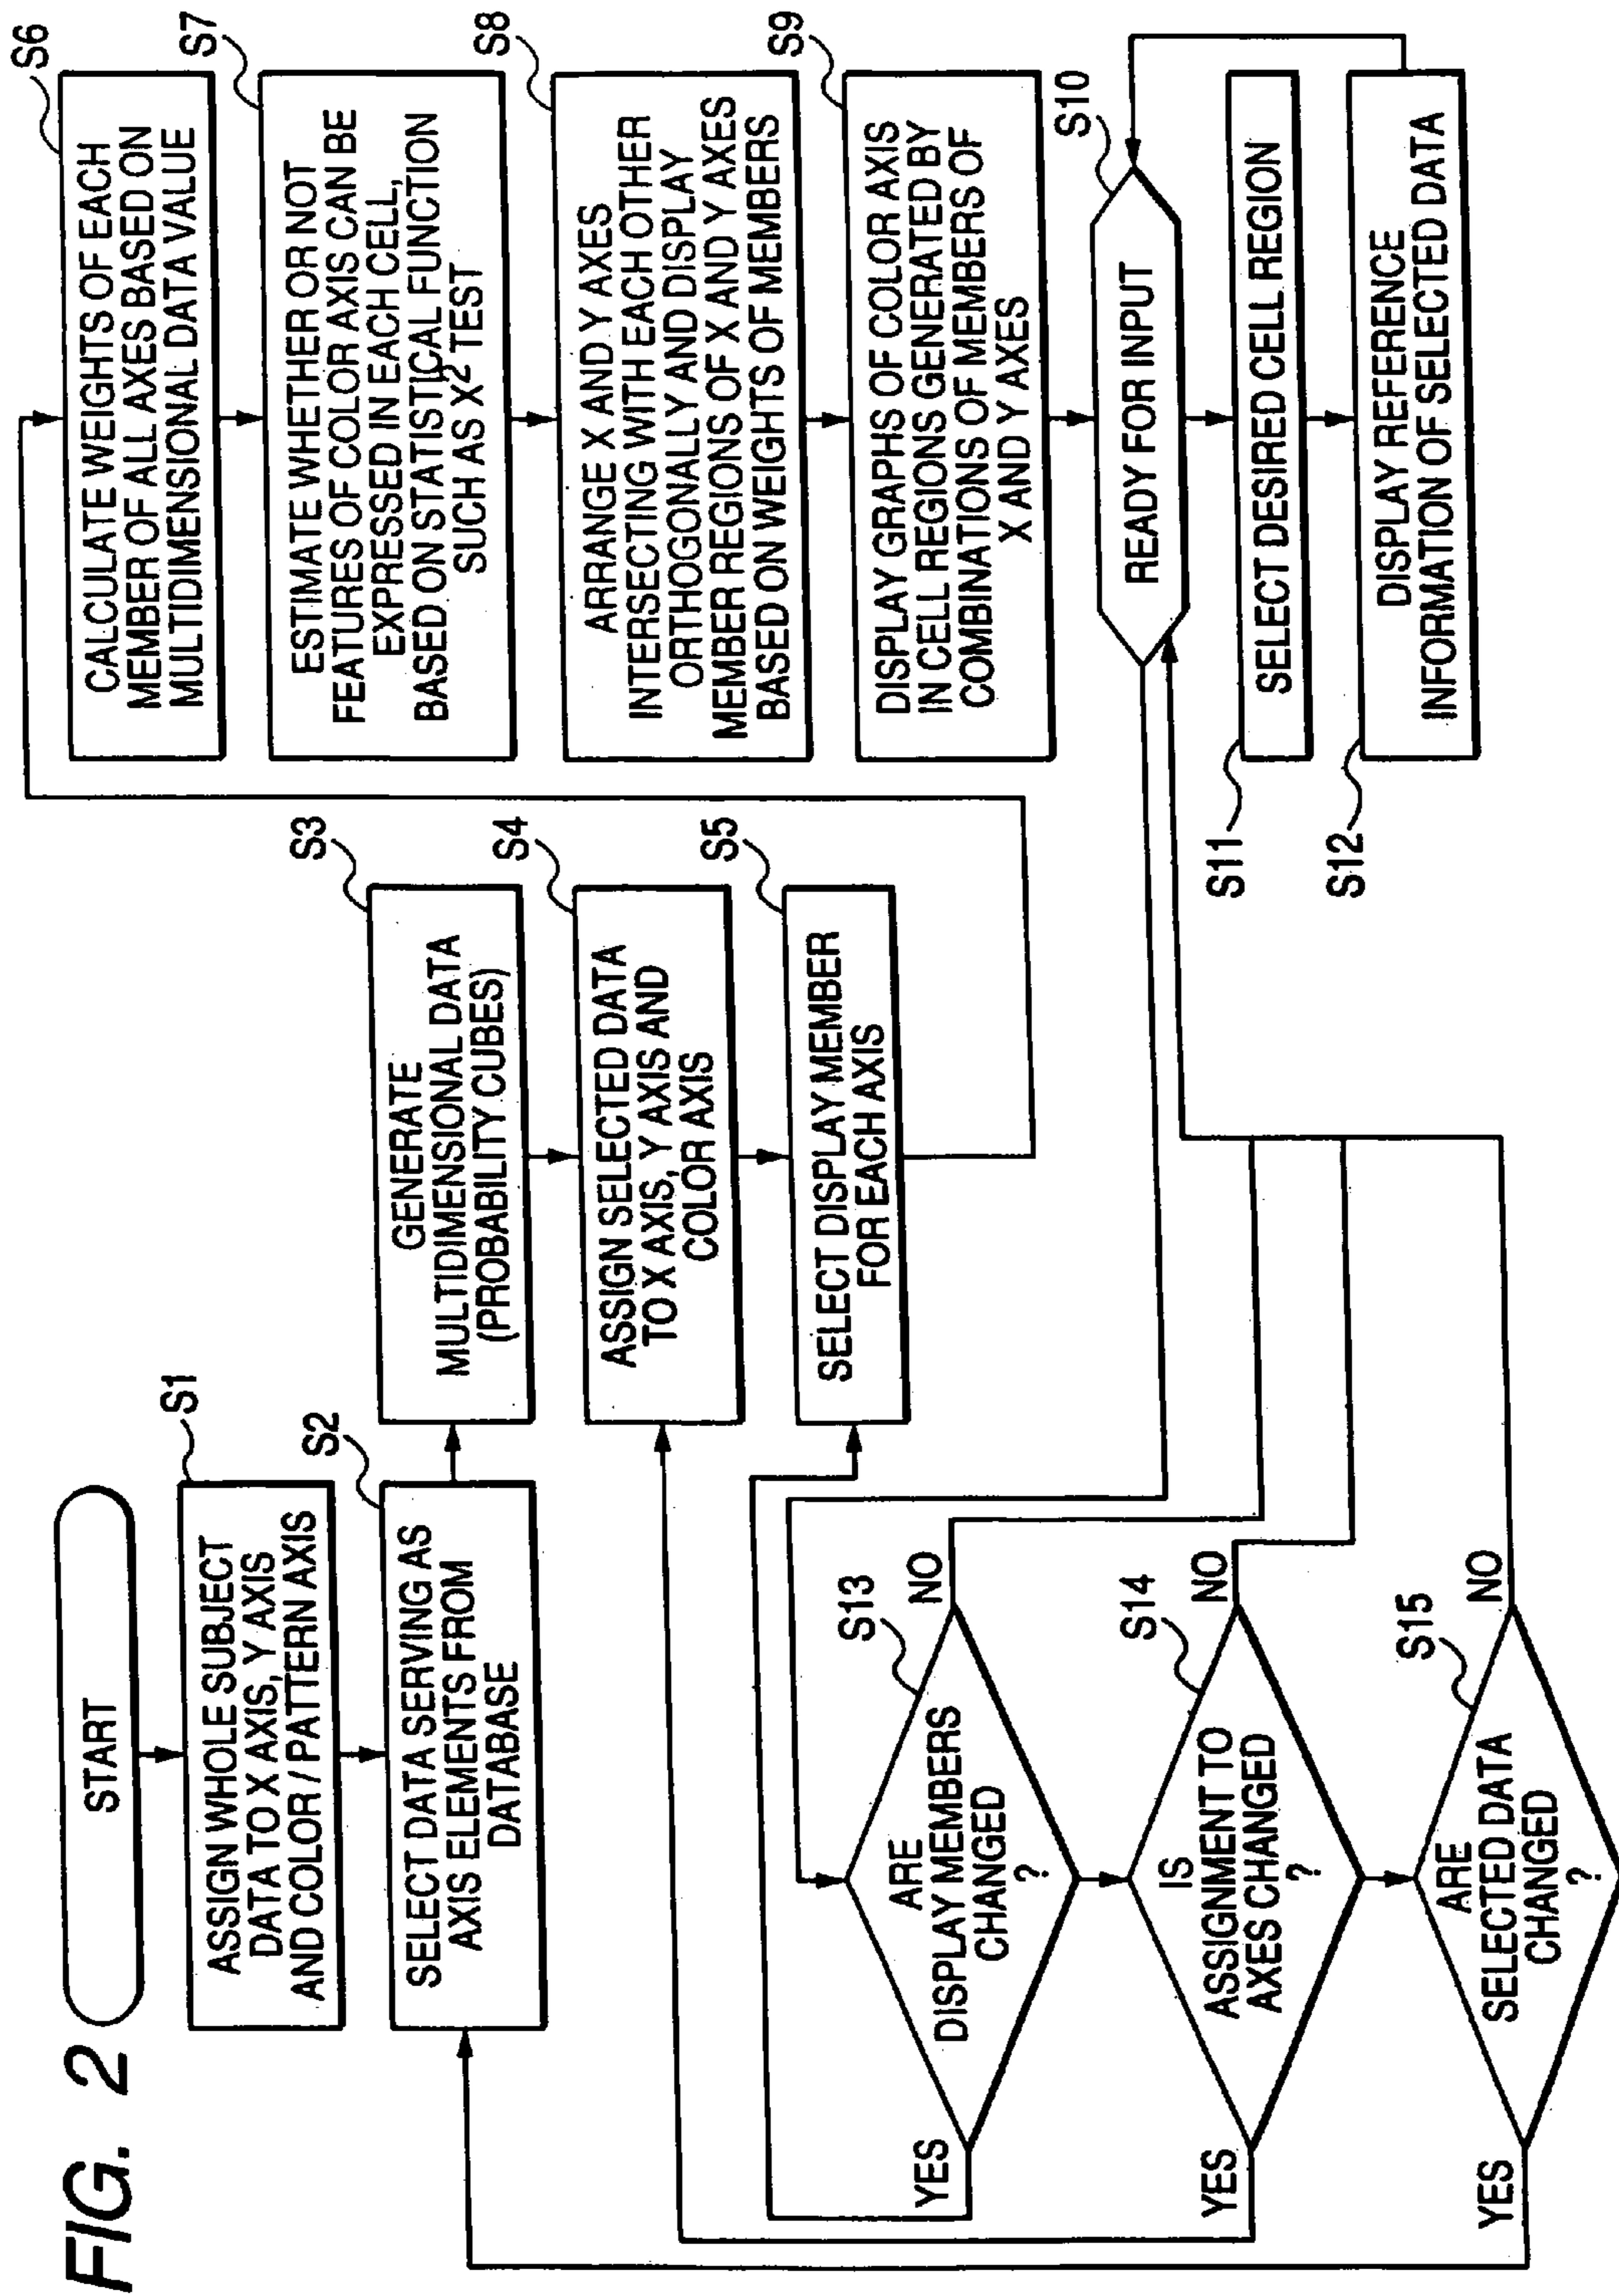 FIG. 2
START
S1
ASSIGN WHOLE SUBJECT
DATA TO X AXIS, Y AXIS
AND COLOR / PATTERN AXIS
S2
SELECT DATA SERVING AS
AXIS ELEMENTS FROM
DATABASE
S3
GENERATE
MULTIDIMENSIONAL DATA
(PROBABILITY CUBES)
S4
ASSIGN SELECTED DATA
TO X AXIS, Y AXIS AND
COLOR AXIS
S5
SELECT DISPLAY MEMBER
FOR EACH AXIS
S6
CALCULATE WEIGHTS OF EACH
MEMBER OF ALL AXES BASED ON
MULTIDIMENSIONAL DATA VALUE
S7
ESTIMATE WHETHER OR NOT
FEATURES OF COLOR AXIS CAN BE
EXPRESSED IN EACH CELL,
BASED ON STATISTICAL FUNCTION
SUCH AS X² TEST
S8
ARRANGE X AND Y AXES
INTERSECTING WITH EACH OTHER
ORTHOGONALLY AND DISPLAY
MEMBER REGIONS OF X AND Y AXES
BASED ON WEIGHTS OF MEMBERS
S9
DISPLAY GRAPHS OF COLOR AXIS
IN CELL REGIONS GENERATED BY
COMBINATIONS OF MEMBERS OF
X AND Y AXES
S10
READY FOR INPUT
S11
SELECT DESIRED CELL REGION
S12
DISPLAY REFERENCE
INFORMATION OF SELECTED DATA
S13
ARE
DISPLAY MEMBERS
CHANGED
?
YES
NO
S14
IS
ASSIGNMENT TO
AXES CHANGED
?
YES
NO
S15
ARE
SELECTED DATA
CHANGED
?
YES
NO